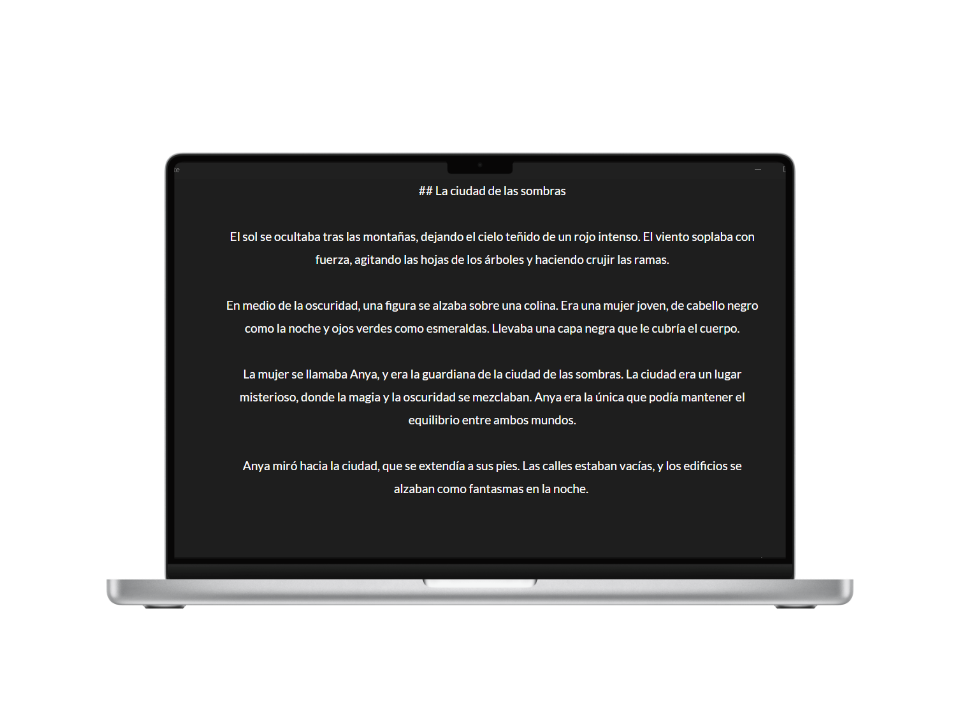 ## La ciudad de las sombras
El sol se ocultaba tras las montañas, dejando el cielo teñido de un rojo intenso. El viento soplaba con
fuerza, agitando las hojas de los árboles y haciendo crujir las ramas.
En medio de la oscuridad, una figura se alzaba sobre una colina. Era una mujer joven, de cabello negro
como la noche y ojos verdes como esmeraldas. Llevaba una capa negra que le cubría el cuerpo.
La mujer se llamaba Anya, y era la guardiana de la ciudad de las sombras. La ciudad era un lugar
misterioso, donde la magia y la oscuridad se mezclaban. Anya era la única que podía mantener el
equilibrio entre ambos mundos.
Anya miró hacia la ciudad, que se extendía a sus pies. Las calles estaban vacías, y los edificios se
alzaban como fantasmas en la noche.